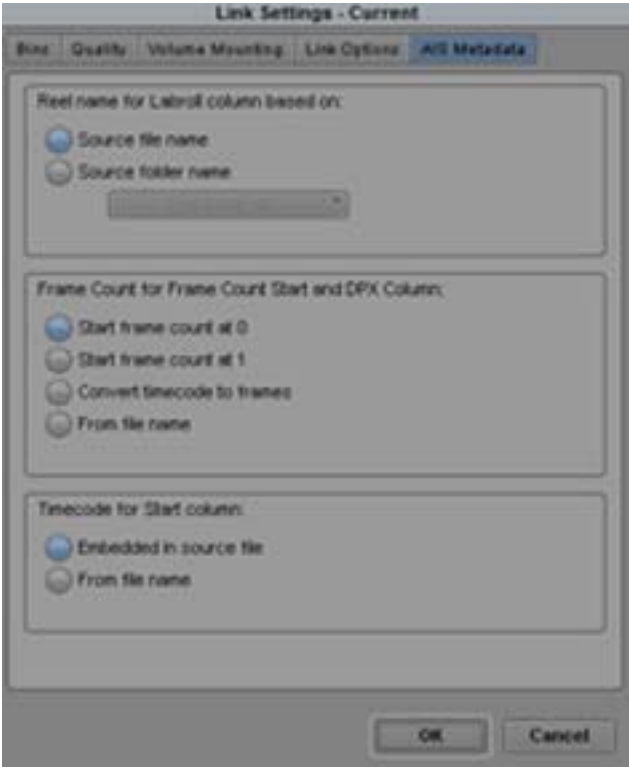 Link Settings - Current
Bins Quality Volume Mounting Link Options AIS Metadata
Reel name for Labroll column based on:
Source file name
Source folder name
Frame Count for Frame Count Start and DPX Column:
Start frame count at 0
Start frame count at 1
Convert timecode to frames
From file name
Timecode for Start column:
Embedded in source file
From file name
OK Cancel